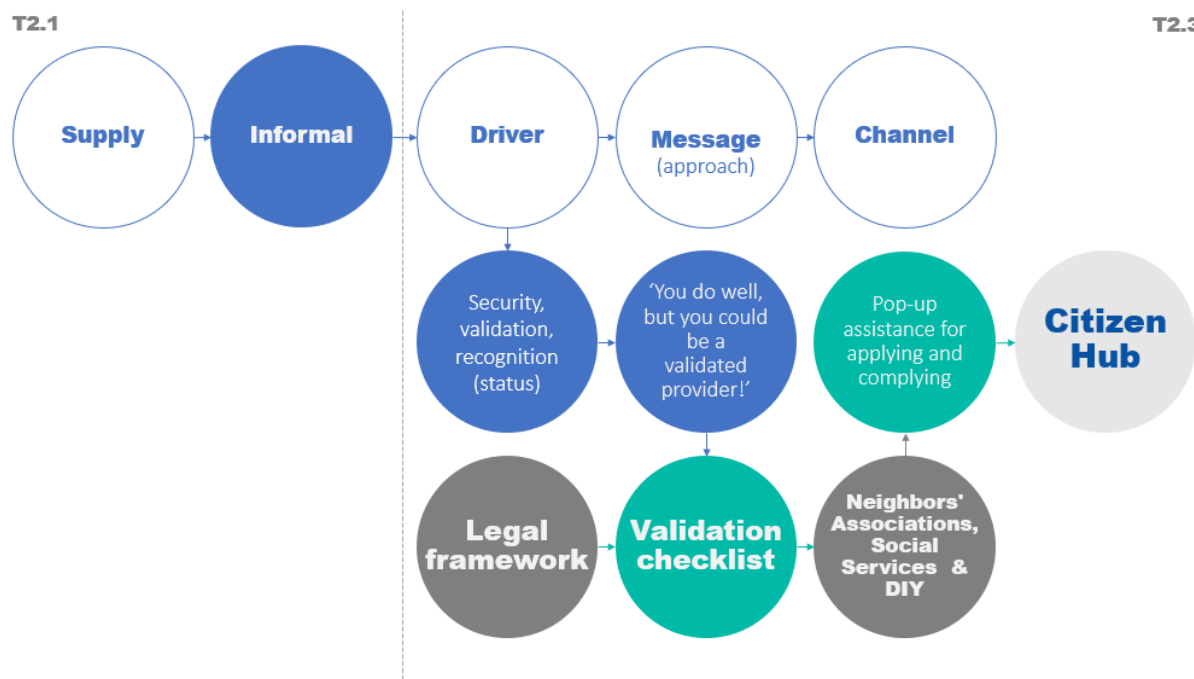 T2.1
T2.3
Supply
Informal
Driver
Message
(approach)
Channel
Security,
validation,
recognition
(status)
‘You do well,
but you could
be a
validated
provider!’
Pop-up
assistance for
applying and
complying
Citizen
Hub
Legal
framework
Validation
checklist
Neighbors'
Associations,
Social
Services &
DIY